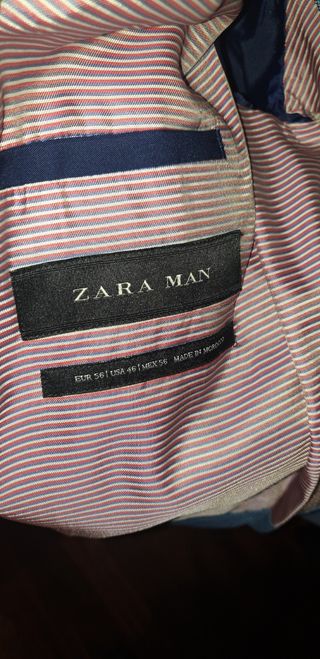 ZARA MAN
EUR 56 | USA 46 | MEX 56 MADE IN MOROCCO